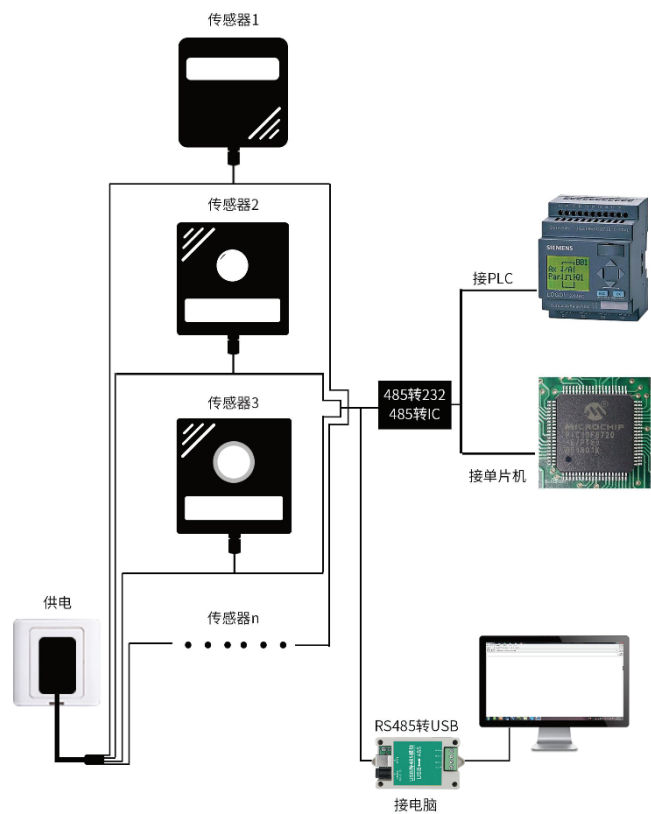 传感器1
传感器2
接PLC
SIEMENS
485转232
485转IC
传感器3
MICROCHIP
接单片机
供电
传感器n
RS485转USB
接电脑